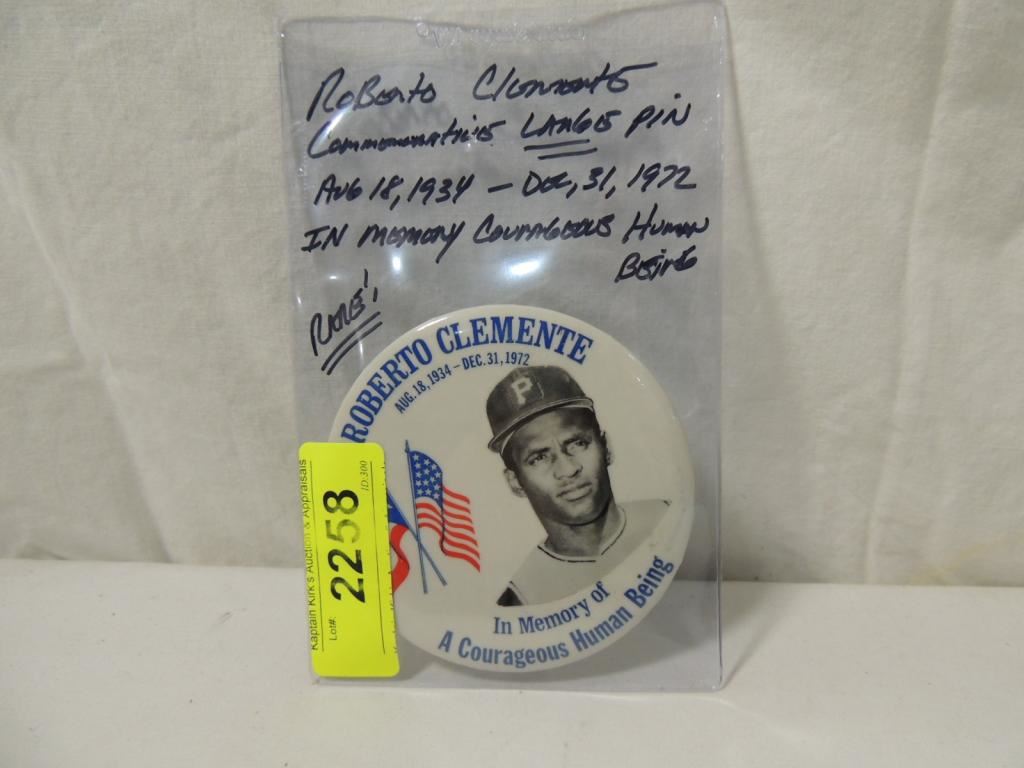 Roberto Clemente
Commemorative LARGE PIN
Aug 18, 1934 - Dec, 31, 1972
IN MEMORY COURAGEOUS HUMAN
BEING
RARE!
ROBERTO CLEMENTE
AUG. 18, 1934 - DEC. 31, 1972
P
In Memory of
A Courageous Human Being
Kaptain Kirk's Auction & Appraisals
Lot#: 2258
ID:300